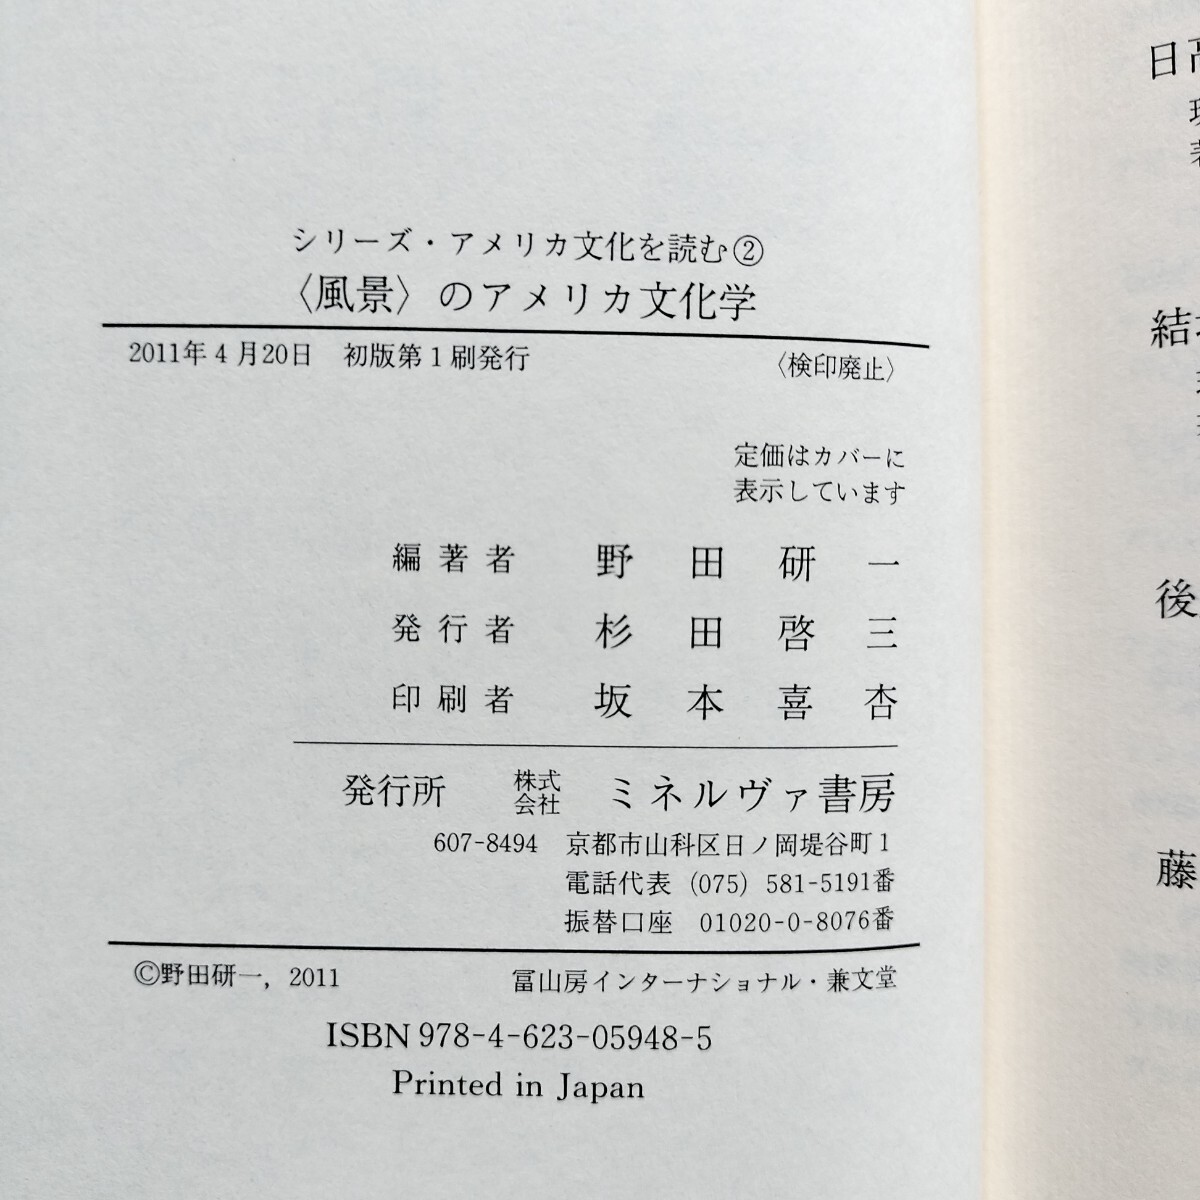 シリーズ・アメリカ文化を読む②
〈風景〉のアメリカ文化学
2011年4月20日　初版第1刷発行　〈検印廃止〉
定価はカバーに
表示しています
編著者　野田研一
発行者　杉田啓三
印刷者　坂本喜杏
発行所　株式会社　ミネルヴァ書房
607-8494　京都市山科区日ノ岡堤谷町1
電話代表 (075) 581-5191番
振替口座　01020-0-8076番
©野田研一, 2011　冨山房インターナショナル・兼文堂
ISBN 978-4-623-05948-5
Printed in Japan
日高
結
後
藤